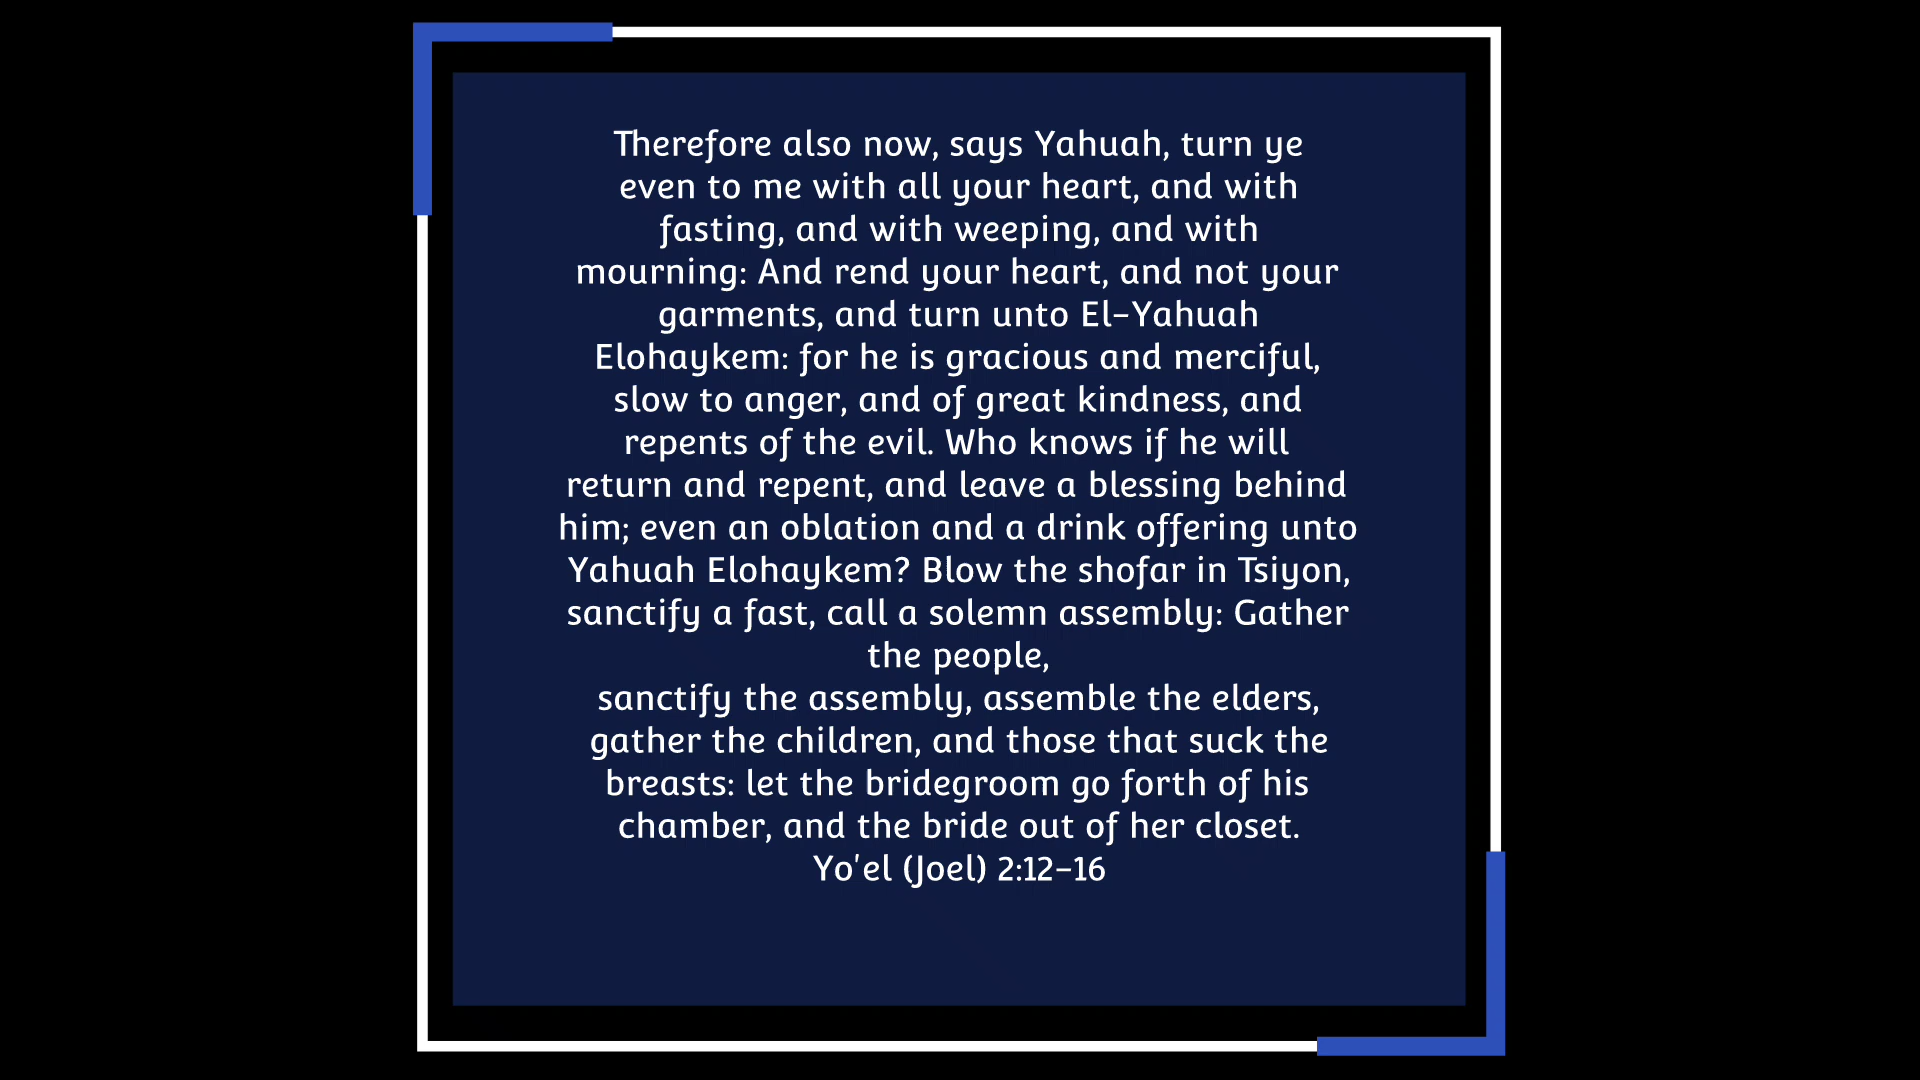 Therefore also now, says Yahuah, turn ye
even to me with all your heart, and with
fasting, and with weeping, and with
mourning: And rend your heart, and not your
garments, and turn unto El-Yahuah
Elohaykem: for he is gracious and merciful,
slow to anger, and of great kindness, and
repents of the evil. Who knows if he will
return and repent, and leave a blessing behind
him; even an oblation and a drink offering unto
Yahuah Elohaykem? Blow the shofar in Tsiyon,
sanctify a fast, call a solemn assembly: Gather
the people,
sanctify the assembly, assemble the elders,
gather the children, and those that suck the
breasts: let the bridegroom go forth of his
chamber, and the bride out of her closet.
Yo'el (Joel) 2:12-16